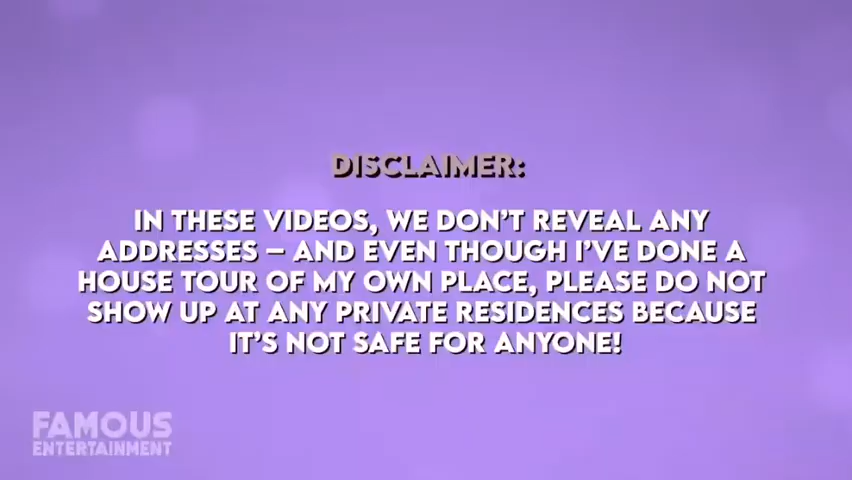 DISCLAIMER:
IN THESE VIDEOS, WE DON'T REVEAL ANY
ADDRESSES – AND EVEN THOUGH I'VE DONE A
HOUSE TOUR OF MY OWN PLACE, PLEASE DO NOT
SHOW UP AT ANY PRIVATE RESIDENCES BECAUSE
IT'S NOT SAFE FOR ANYONE!
FAMOUS
ENTERTAINMENT